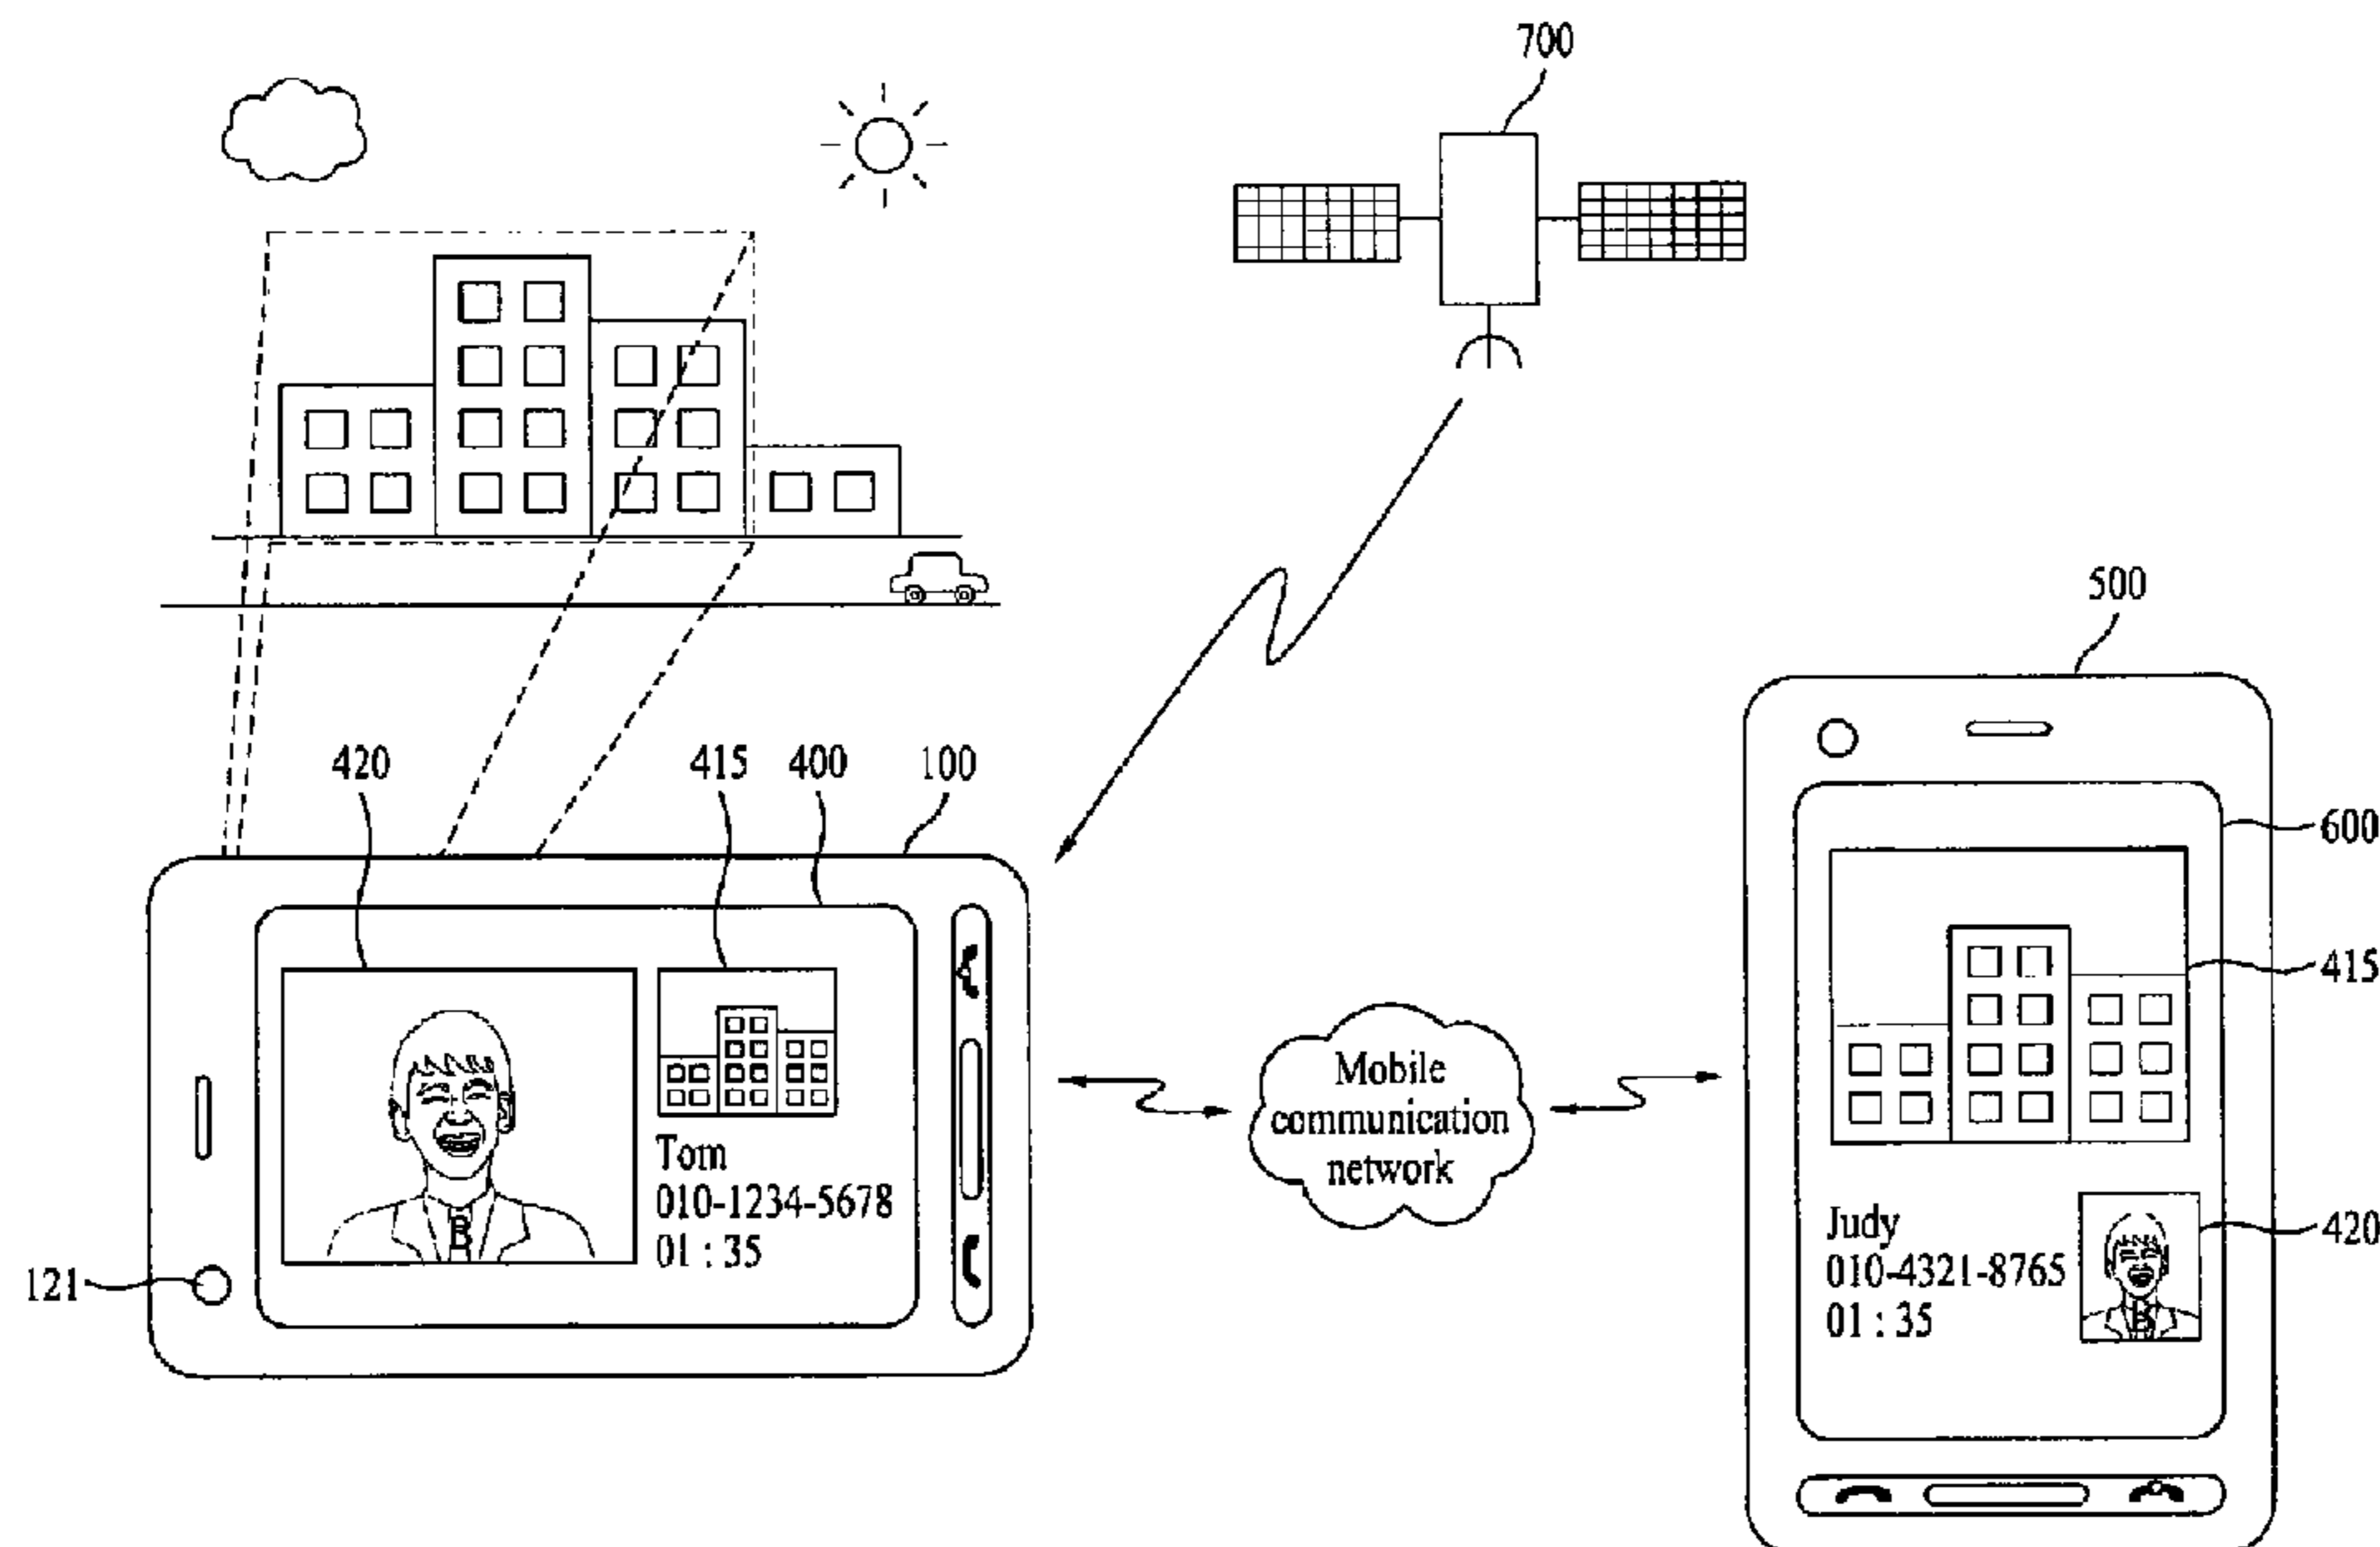 700
500
420
415
400
100
600
415
Mobile
communication
network
Tom
010-1234-5678
01 : 35
121
Judy
010-4321-8765
01 : 35
420
B
B